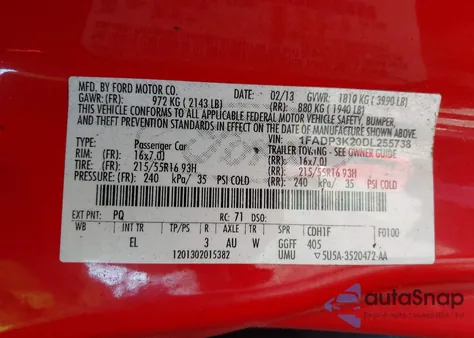 MFD. BY FORD MOTOR CO.
DATE: 02/13 GVWR: 1810 KG ( 3990 LB)
GAWR: (FR): 972 KG ( 2143 LB) (RR): 880 KG ( 1940 LB)
THIS VEHICLE CONFORMS TO ALL APPLICABLE FEDERAL MOTOR VEHICLE SAFETY, BUMPER,
AND THEFT PREVENTION STANDARDS IN EFFECT ON THE DATE OF MANUFACTURE SHOWN ABOVE.
VIN: 1FADP3K20DL255738
TYPE: Passenger Car TRAILER TOWING - SEE OWNER GUIDE
RIM: (FR) 16x7.0J (RR): 16x7.0J
TIRE: (FR): 215/55R16 93H (RR): 215/55R16 93H
PRESSURE: (FR) 240 kPa/ 35 PSI COLD (RR): 240 kPa/ 35 PSI COLD
EXT PNT: PQ RC: 71 DSO:
WB INT TR TP/PS R AXLE TR SPR CDH1F F0100
EL 3 AU W GGFF 405
1201302015382 UMU 5U5A-3520472-AA
autoSnap